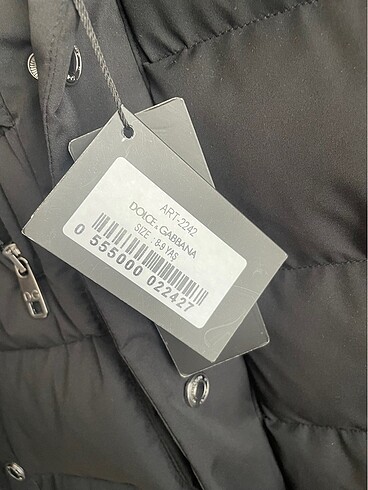 ART-2242
DOLCE & GABBANA
SIZE : 8-9 YAŞ
0 555000 022427